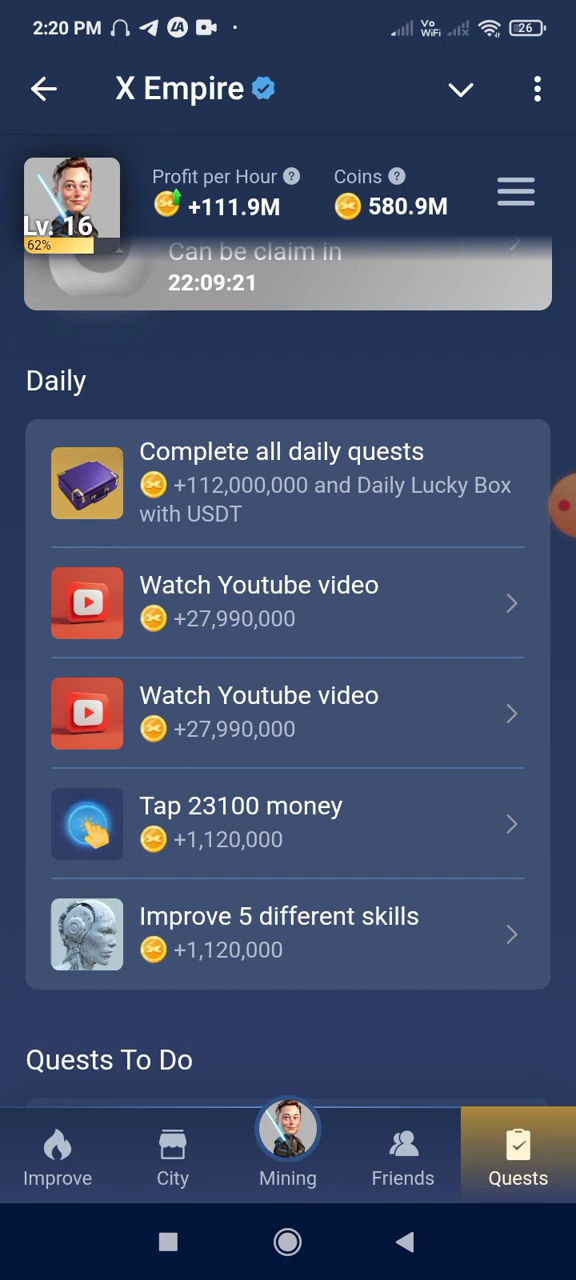 2:20 PM
Vo
WiFi
26
X Empire
Profit per Hour ?
Coins ?
+111.9M
580.9M
Lv. 16
62%
Can be claim in
22:09:21
Daily
Complete all daily quests
+112,000,000 and Daily Lucky Box
with USDT
Watch Youtube video
+27,990,000
Watch Youtube video
+27,990,000
Tap 23100 money
+1,120,000
Improve 5 different skills
+1,120,000
Quests To Do
Improve
City
Mining
Friends
Quests